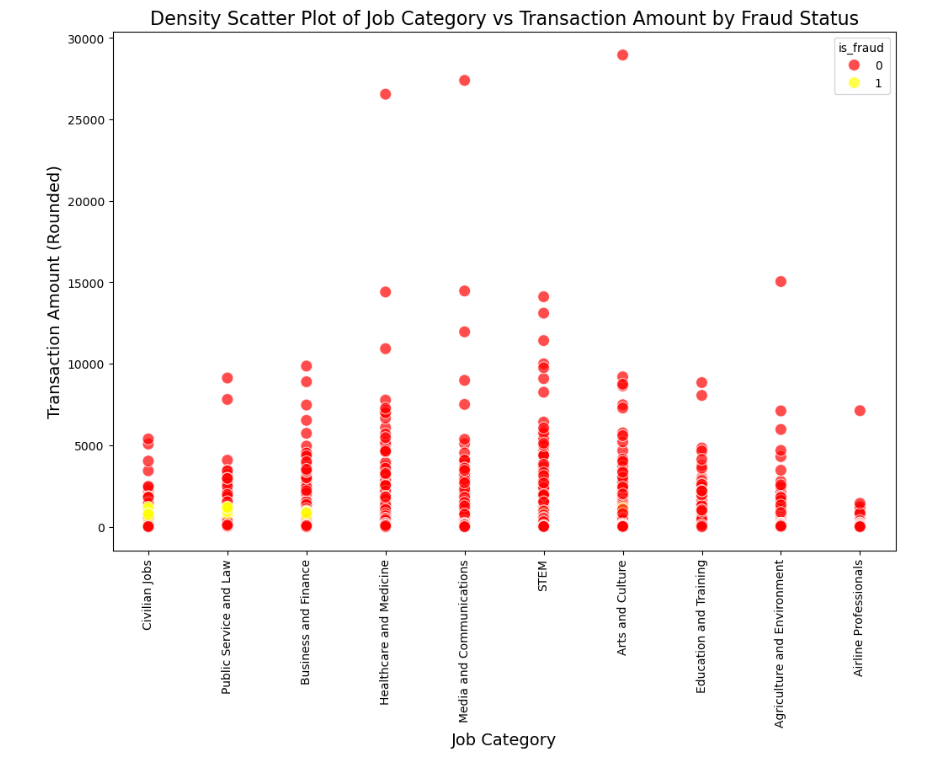 Density Scatter Plot of Job Category vs Transaction Amount by Fraud Status
is_fraud
0
1
Transaction Amount (Rounded)
30000
25000
20000
15000
10000
5000
0
Civilian Jobs
Public Service and Law
Business and Finance
Healthcare and Medicine
Media and Communications
STEM
Arts and Culture
Education and Training
Agriculture and Environment
Airline Professionals
Job Category